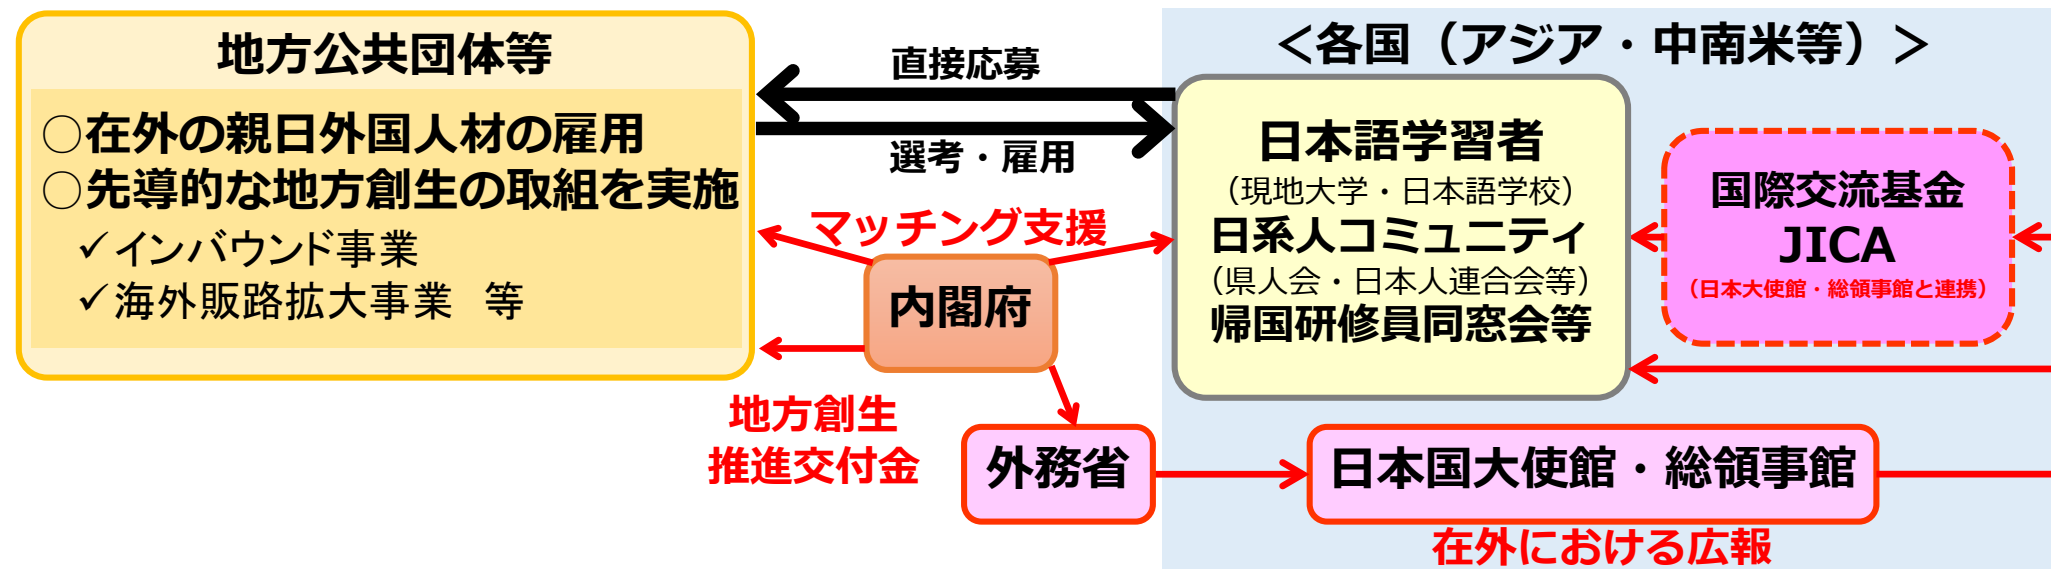 地方公共団体等
○在外の親日外国人材の雇用
○先導的な地方創生の取組を実施
✓インバウンド事業
✓海外販路拡大事業　等
直接応募
選考・雇用
マッチング支援
内閣府
地方創生
推進交付金
外務省
＜各国（アジア・中南米等）＞
日本語学習者
（現地大学・日本語学校）
日系人コミュニティ
（県人会・日本人連合会等）
帰国研修員同窓会等
国際交流基金
JICA
（日本大使館・総領事館と連携）
日本国大使館・総領事館
在外における広報